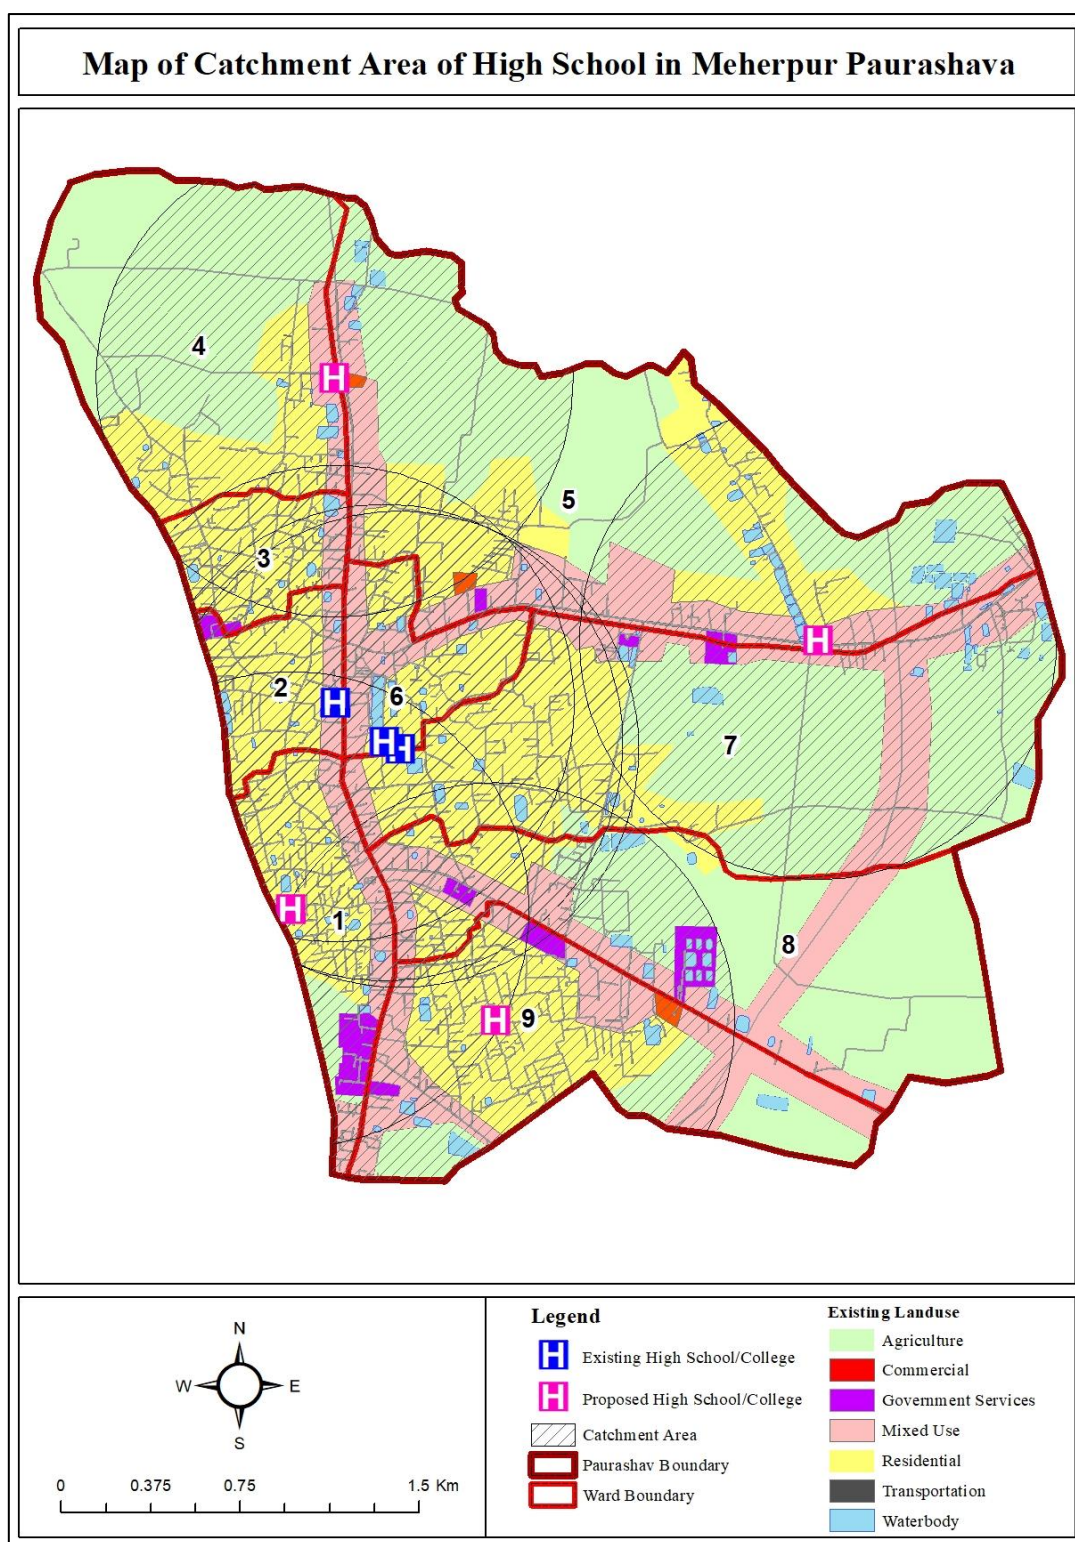 Map of Catchment Area of High School in Meherpur Paurashava
4
5
3
2
6
7
1
8
9
H
H
H
H
H
H
H
N
W
E
S
0 0.375 0.75 1.5 Km
Legend
H Existing High School/College
H Proposed High School/College
Catchment Area
Paurashav Boundary
Ward Boundary
Existing Landuse
Agriculture
Commercial
Government Services
Mixed Use
Residential
Transportation
Waterbody